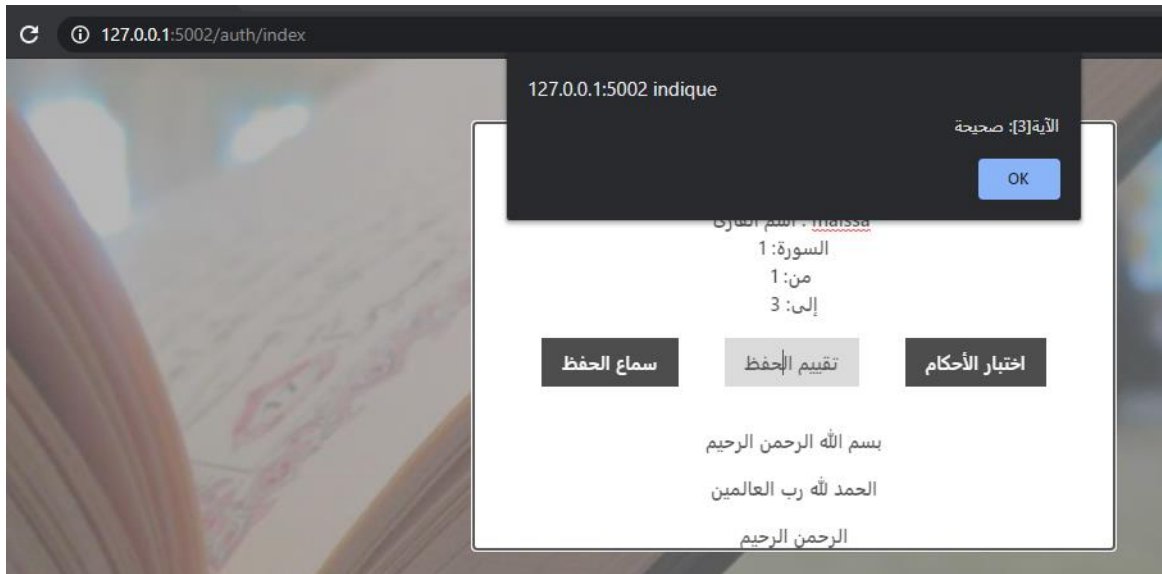 127.0.0.1:5002/auth/index
127.0.0.1:5002 indique
الآية[3]: صحيحة
OK
maissa : اسم القارئ
السورة: 1
من: 1
إلى: 3
اختبار الأحكام
تقييم الحفظ
سماع الحفظ
بسم الله الرحمن الرحيم
الحمد لله رب العالمين
الرحمن الرحيم